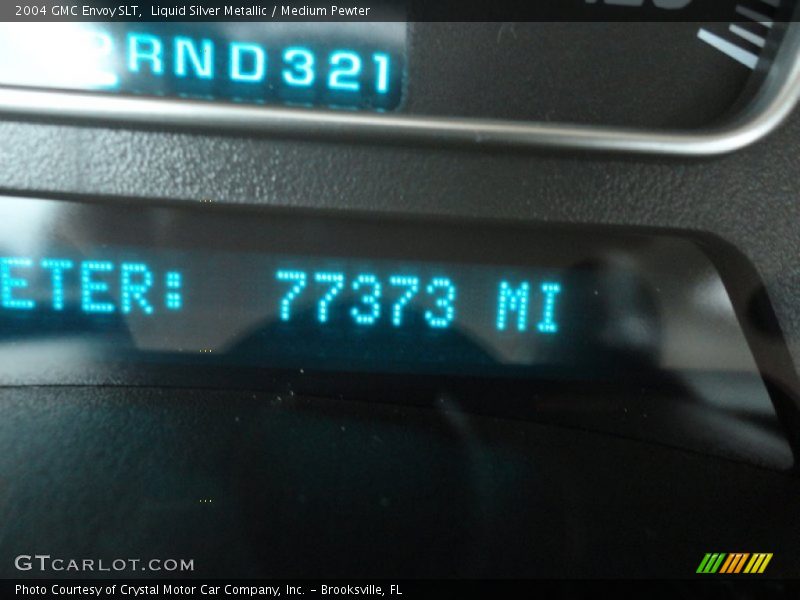 2004 GMC Envoy SLT, Liquid Silver Metallic / Medium Pewter
PRND321
ETER: 77373 MI
GTCARLOT.COM
Photo Courtesy of Crystal Motor Car Company, Inc. - Brooksville, FL